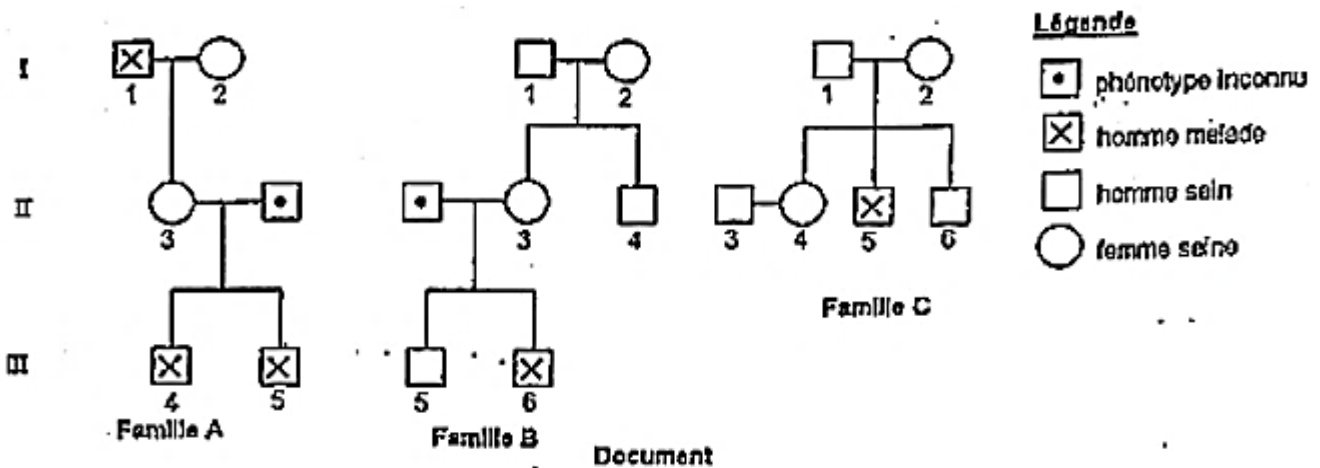 Légende
phénotype inconnu
homme malade
homme sain
femme saine
I
1 2 1 2 1 2
II
3 3 4 3 4 5 6
Famille C
III
4 5 5 6
Famille A
Famille B
Document